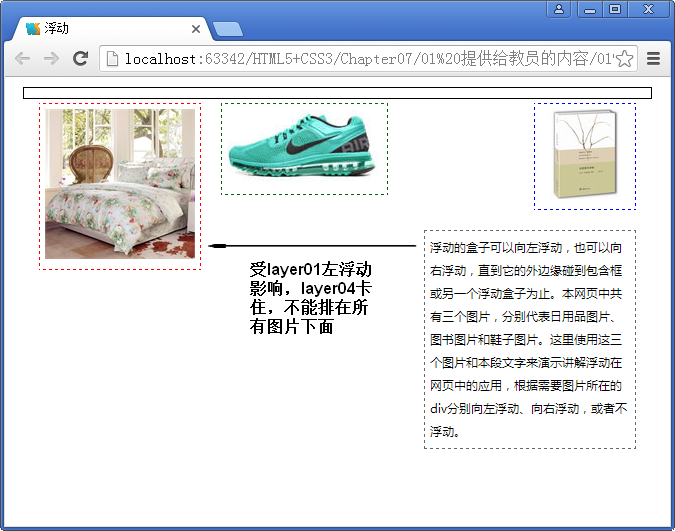 浮动
localhost:63342/HTML5+CSS3/Chapter07/01%20提供给教员的内容/01'
受layer01左浮动
影响，layer04卡
住，不能排在所
有图片下面
浮动的盒子可以向左浮动，也可以向
右浮动，直到它的外边缘碰到包含框
或另一个浮动盒子为止。本网页中共
有三个图片，分别代表日用品图片、
图书图片和鞋子图片。这里使用这三
个图片和本段文字来演示讲解浮动在
网页中的应用，根据需要图片所在的
div分别向左浮动、向右浮动，或者不
浮动。